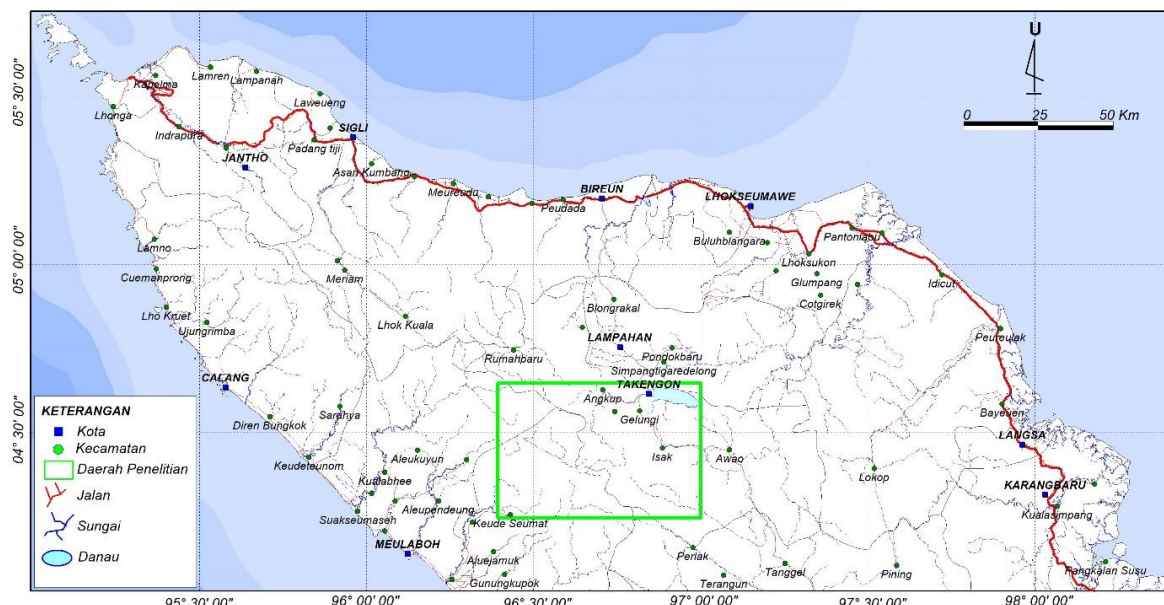 U
0 25 50 Km
05° 30' 00"
05° 00' 00"
04° 30' 00"
Kapelma
Lamren
Lampanah
Laweueng
Lhonga
Indrapura
SIGLI
Padang tiji
JANTHO
Asan Kumbang
Meureudu
Peudada
BIREUN
LHOKSEUMAWE
Buluhblangara
Pantonlabu
Lhoksukon
Glumpang
Cotgirek
Idicut
Lamno
Cuemanprong
Meriam
Lho Kruet
Ujungrimba
Lhok Kuala
Blongrakal
LAMPAHAN
Rumahbaru
Pondokbaru
Simpangtigaredelong
Peureulak
CALANG
TAKENGON
Angkup
Gelungi
Sarahya
Diren Bungkok
Bayeuen
LANGSA
Keudeteunom
Aleukuyun
Isak
Awao
Kualabhee
Lokop
KARANGBARU
Kualasimpang
Suakseumaseh
Aleupendeung
Keude Seumat
MEULABOH
Aluejamuk
Periak
Gunungkupok
Terangun
Tanggel
Pining
Pangkalan Susu
KETERANGAN
Kota
Kecamatan
Daerah Penelitian
Jalan
Sungai
Danau
95° 30' 00"
96° 00' 00"
96° 30' 00"
97° 00' 00"
97° 30' 00"
98° 00' 00"